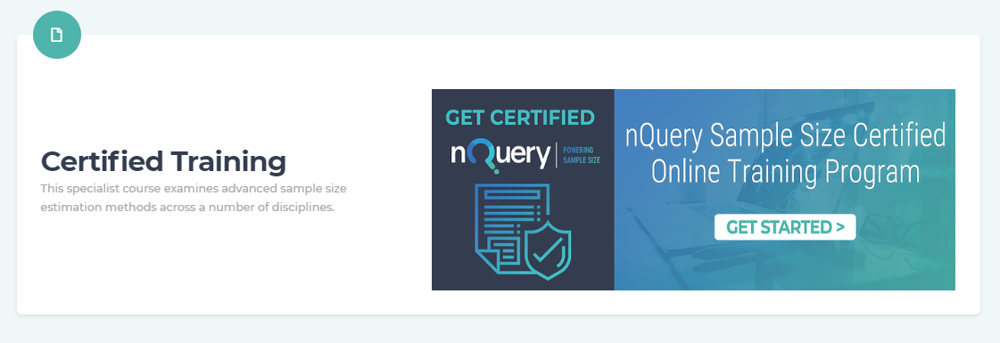 Certified Training
This specialist course examines advanced sample size
estimation methods across a number of disciplines.
GET CERTIFIED
nQuery
POWERING
SAMPLE SIZE
nQuery Sample Size Certified
Online Training Program
GET STARTED >